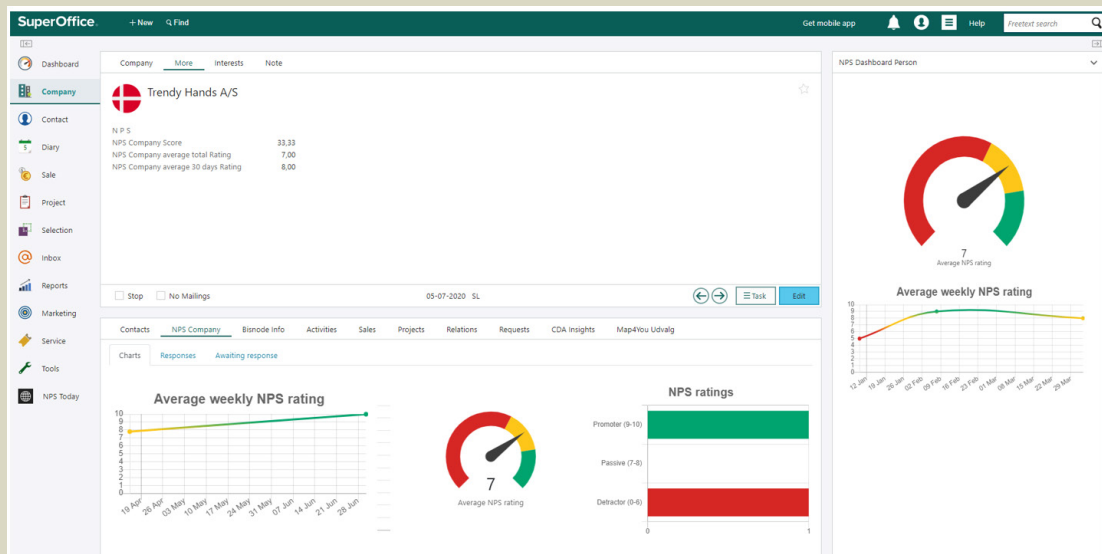 SuperOffice.
+ New
Find
Get mobile app
Help
Freetext search
Dashboard
Company
Contact
5
Diary
Sale
Project
Selection
Inbox
Reports
Marketing
Service
Tools
NPS Today
Company More Interests Note
Trendy Hands A/S
N P S
NPS Company Score 33,33
NPS Company average total Rating 7,00
NPS Company average 30 days Rating 8,00
Stop No Mailings 05-07-2020 SL Task Edit
Contacts NPS Company Bisnode Info Activities Sales Projects Relations Requests CDA Insights Map4You Udvalg
Charts Responses Awaiting response
Average weekly NPS rating
10
9
8
7
6
5
4
3
2
1
0
19 Apr 26 Apr 03 May 10 May 17 May 24 May 31 May 07 Jun 14 Jun 21 Jun 28 Jun
7
Average NPS rating
NPS ratings
Promoter (9-10)
Passive (7-8)
Detractor (0-6)
0 1
NPS Dashboard Person
7
Average NPS rating
Average weekly NPS rating
10
9
8
7
6
5
4
3
2
1
0
12 Jan 19 Jan 26 Jan 02 Feb 09 Feb 16 Feb 23 Feb 01 Mar 08 Mar 15 Mar 22 Mar 29 Mar